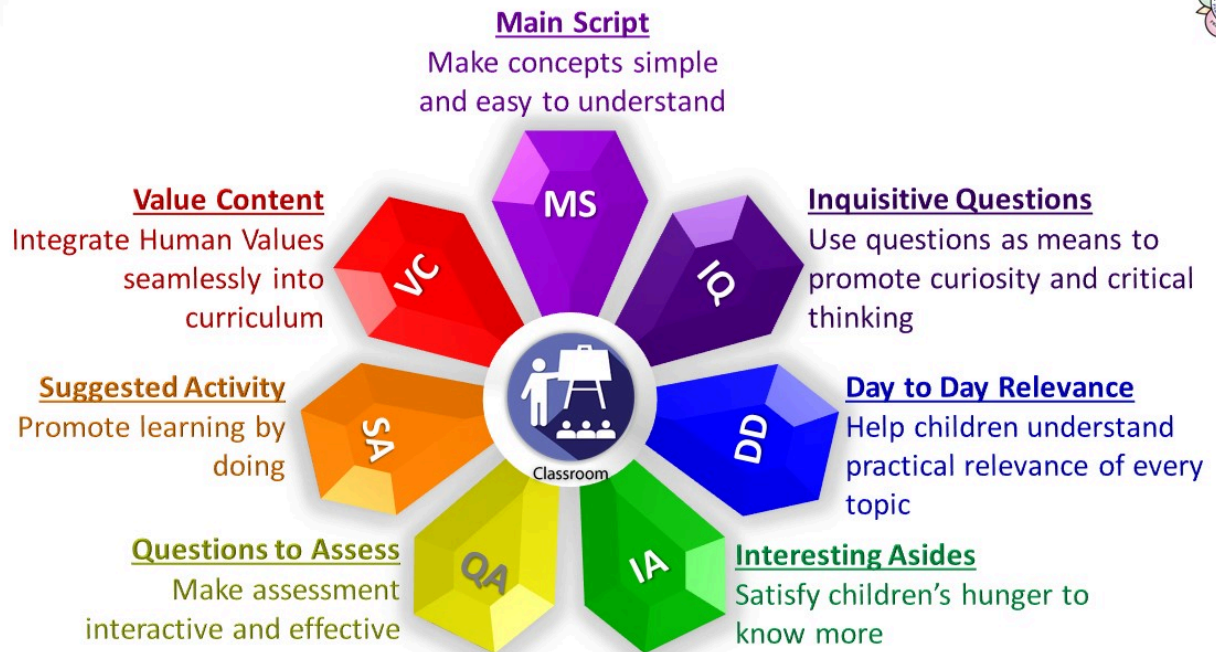 Main Script
Make concepts simple
and easy to understand
MS
Inquisitive Questions
Use questions as means to
promote curiosity and critical
thinking
IQ
Day to Day Relevance
Help children understand
practical relevance of every
topic
DD
Interesting Asides
Satisfy children’s hunger to
know more
IA
Questions to Assess
Make assessment
interactive and effective
QA
Suggested Activity
Promote learning by
doing
SA
Value Content
Integrate Human Values
seamlessly into
curriculum
VC
Classroom